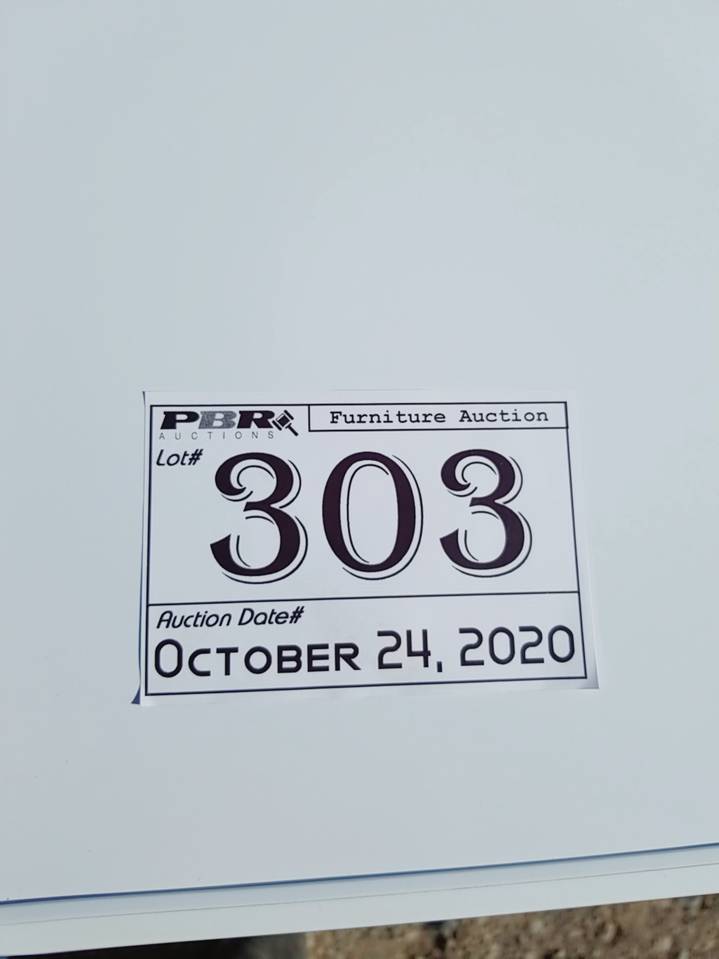 PBR
AUCTIONS
Furniture Auction
Lot#
303
Auction Date#
October 24, 2020